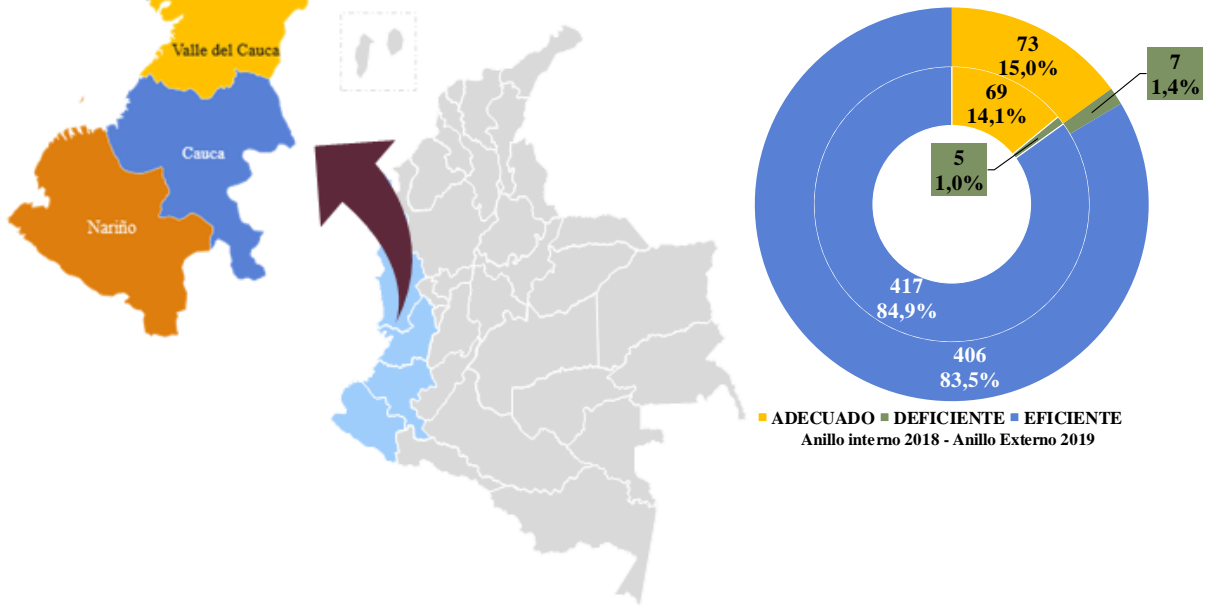 Valle del Cauca
Cauca
Nariño
73
15,0%
7
1,4%
69
14,1%
5
1,0%
417
84,9%
406
83,5%
ADECUADO DEFICIENTE EFICIENTE
Anillo interno 2018 - Anillo Externo 2019